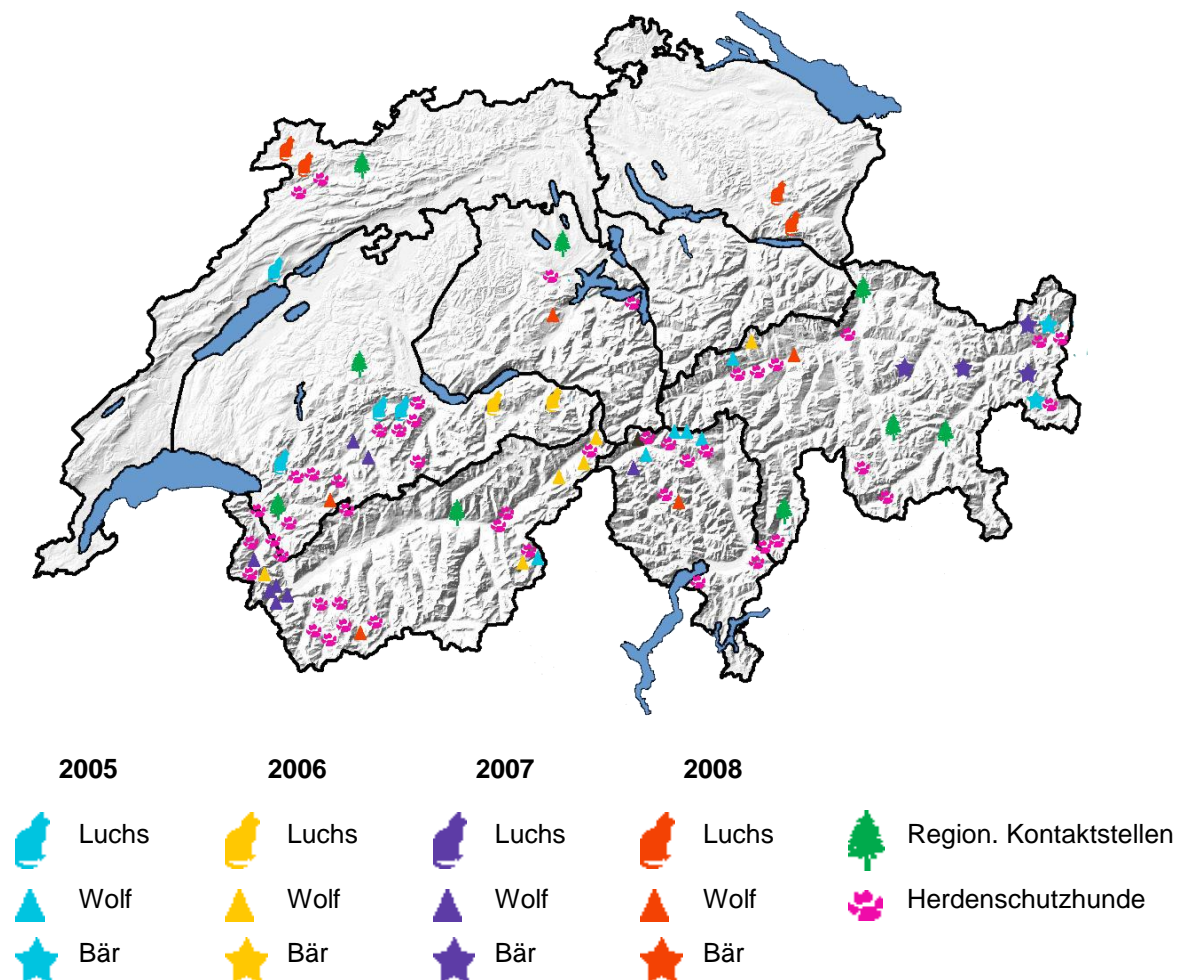 2005 2006 2007 2008
Luchs Luchs Luchs Luchs Region. Kontaktstellen
Wolf Wolf Wolf Wolf Herdenschutzhunde
Bär Bär Bär Bär